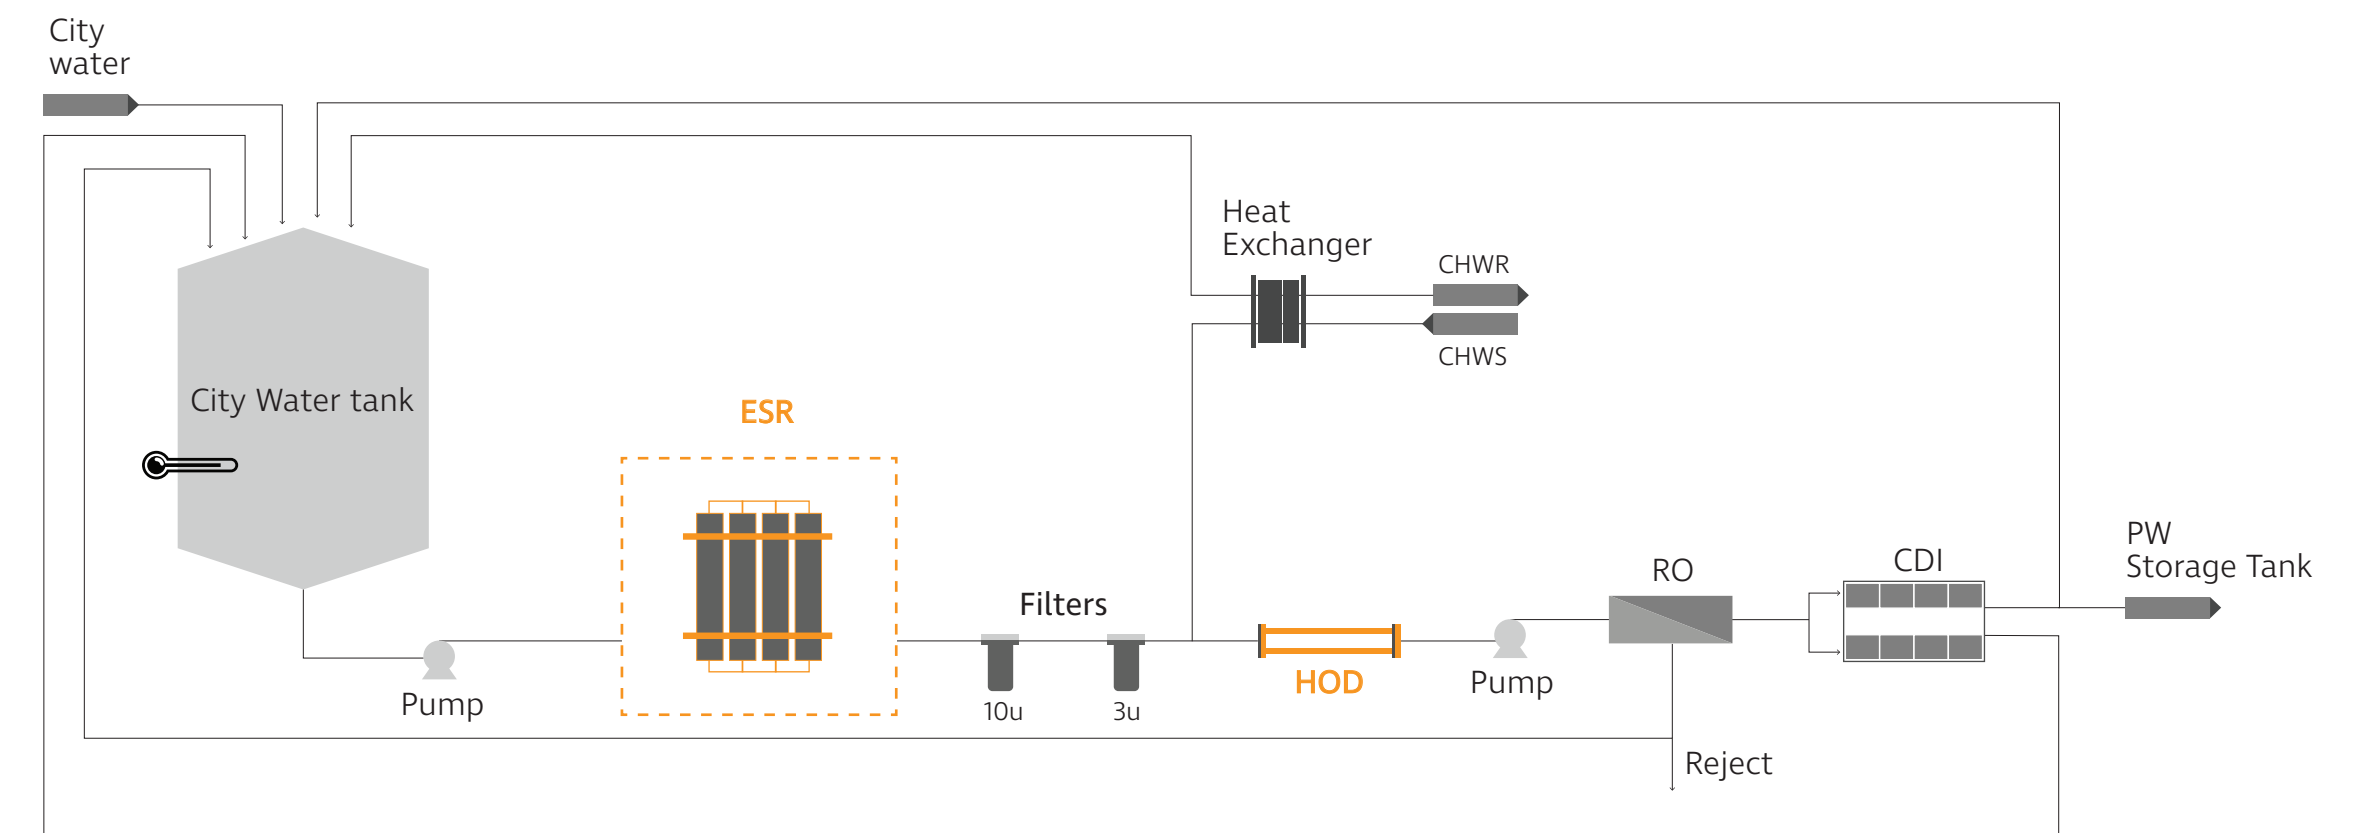 City
water
Heat
Exchanger
CHWR
CHWS
City Water tank
ESR
PW
Storage Tank
CDI
RO
Filters
HOD
Pump
Pump
10u
3u
Reject